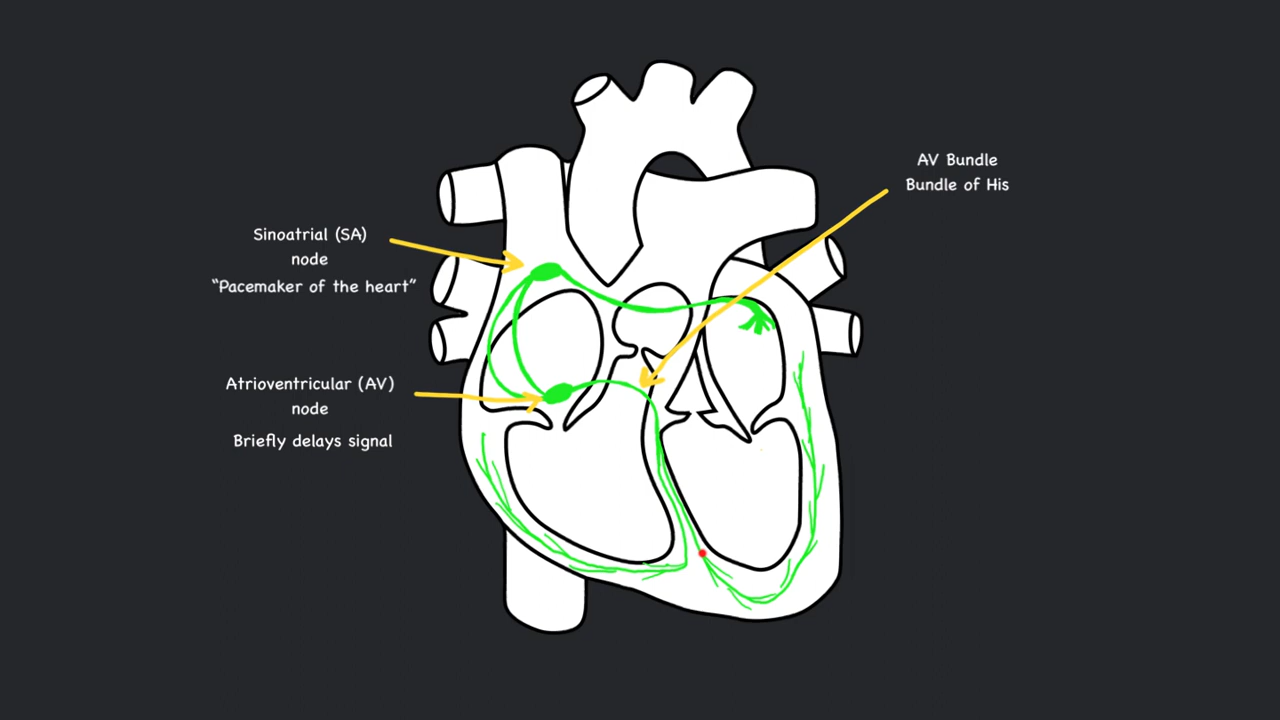 AV Bundle
Bundle of His
Sinoatrial (SA)
node
“Pacemaker of the heart”
Atrioventricular (AV)
node
Briefly delays signal